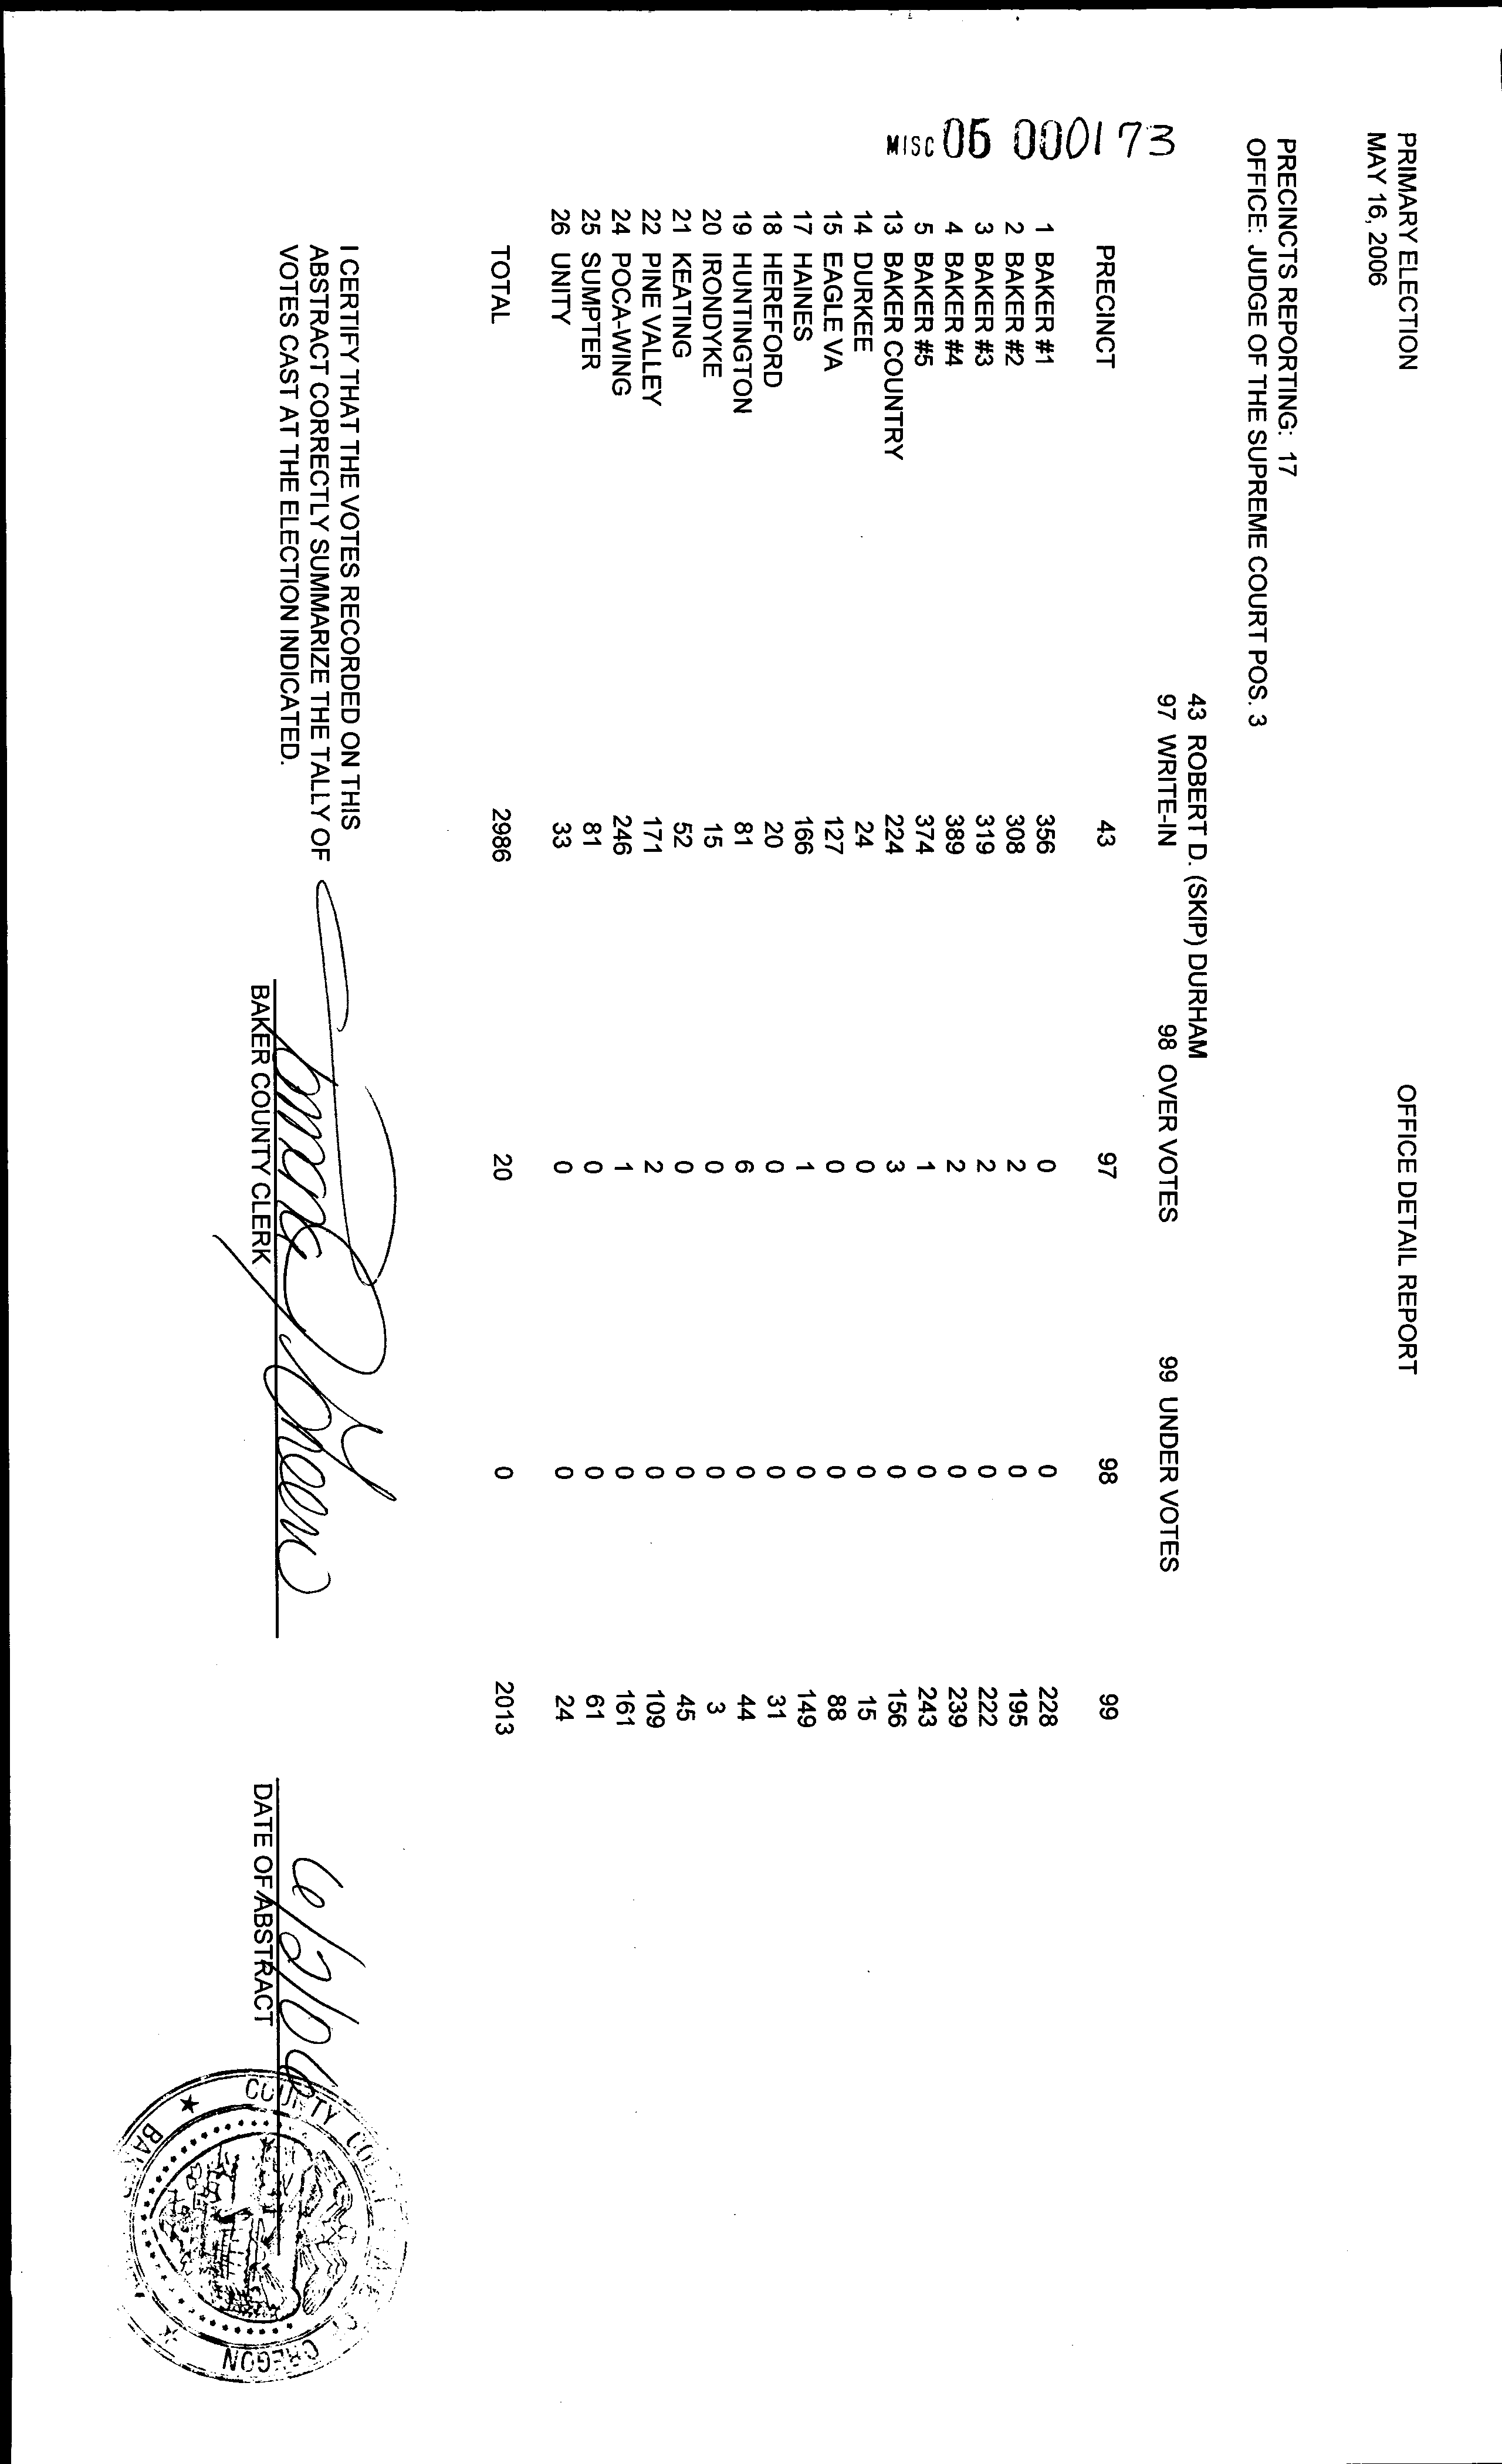 PRIMARY ELECTION OFFICE DETAIL REPORT
MAY 16, 2006
PRECINCTS REPORTING: 17
OFFICE: JUDGE OF THE SUPREME COURT POS. 3
43 ROBERT D. (SKIP) DURHAM
97 WRITE-IN 98 OVER VOTES 99 UNDER VOTES
MISC 06 000173
PRECINCT 43 97 98 99
1 BAKER #1 356 0 0 228
2 BAKER #2 308 2 0 195
3 BAKER #3 319 2 0 222
4 BAKER #4 389 2 0 239
5 BAKER #5 374 1 0 243
13 BAKER COUNTRY 224 3 0 156
14 DURKEE 24 0 0 15
15 EAGLE VA 127 0 0 88
17 HAINES 166 1 0 149
18 HEREFORD 20 0 0 31
19 HUNTINGTON 81 6 0 44
20 IRONDYKE 15 0 0 3
21 KEATING 52 0 0 45
22 PINE VALLEY 171 2 0 109
24 POCA-WING 246 1 0 161
25 SUMPTER 81 0 0 61
26 UNITY 33 0 0 24
TOTAL 2986 20 0 2013
I CERTIFY THAT THE VOTES RECORDED ON THIS
ABSTRACT CORRECTLY SUMMARIZE THE TALLY OF
VOTES CAST AT THE ELECTION INDICATED.
6/2/06
BAKER COUNTY CLERK DATE OF ABSTRACT
COUNTY
OREGON